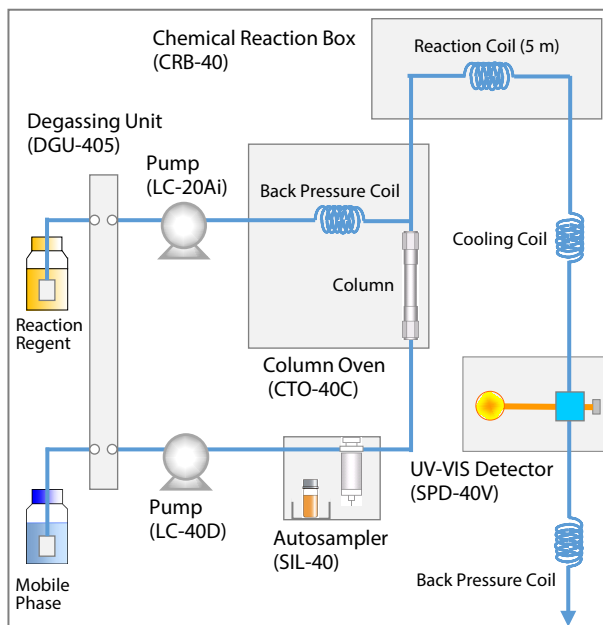 Chemical Reaction Box
(CRB-40)
Reaction Coil (5 m)
Degassing Unit
(DGU-405)
Pump
(LC-20Ai)
Back Pressure Coil
Cooling Coil
Column
Reaction
Regent
Column Oven
(CTO-40C)
UV-VIS Detector
(SPD-40V)
Pump
(LC-40D)
Autosampler
(SIL-40)
Mobile
Phase
Back Pressure Coil